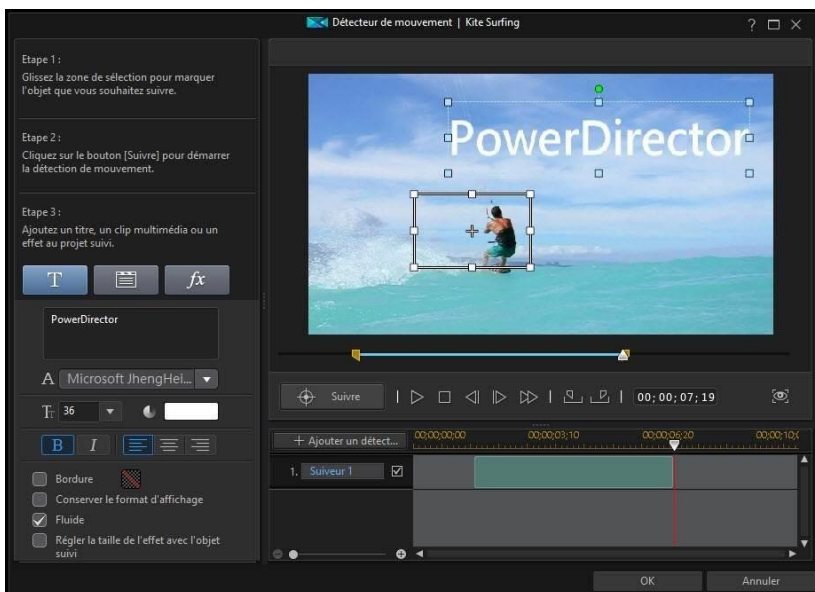 Détecteur de mouvement | Kite Surfing
?
Etape 1 :
Glissez la zone de sélection pour marquer
l'objet que vous souhaitez suivre.
Etape 2 :
Cliquez sur le bouton [Suivre] pour démarrer
la détection de mouvement.
Etape 3 :
Ajoutez un titre, un clip multimédia ou un
effet au projet suivi.
T
fx
PowerDirector
A Microsoft JhengHei...
36
B I
Bordure
Conserver le format d'affichage
Fluide
Régler la taille de l'effet avec l'objet
suivi
PowerDirector
Suivre
00; 00; 07; 19
+ Ajouter un détect...
00;00;00;00 00;00;03;10 00;00;06;20 00;00;10;(
1. Suiveur 1
OK Annuler